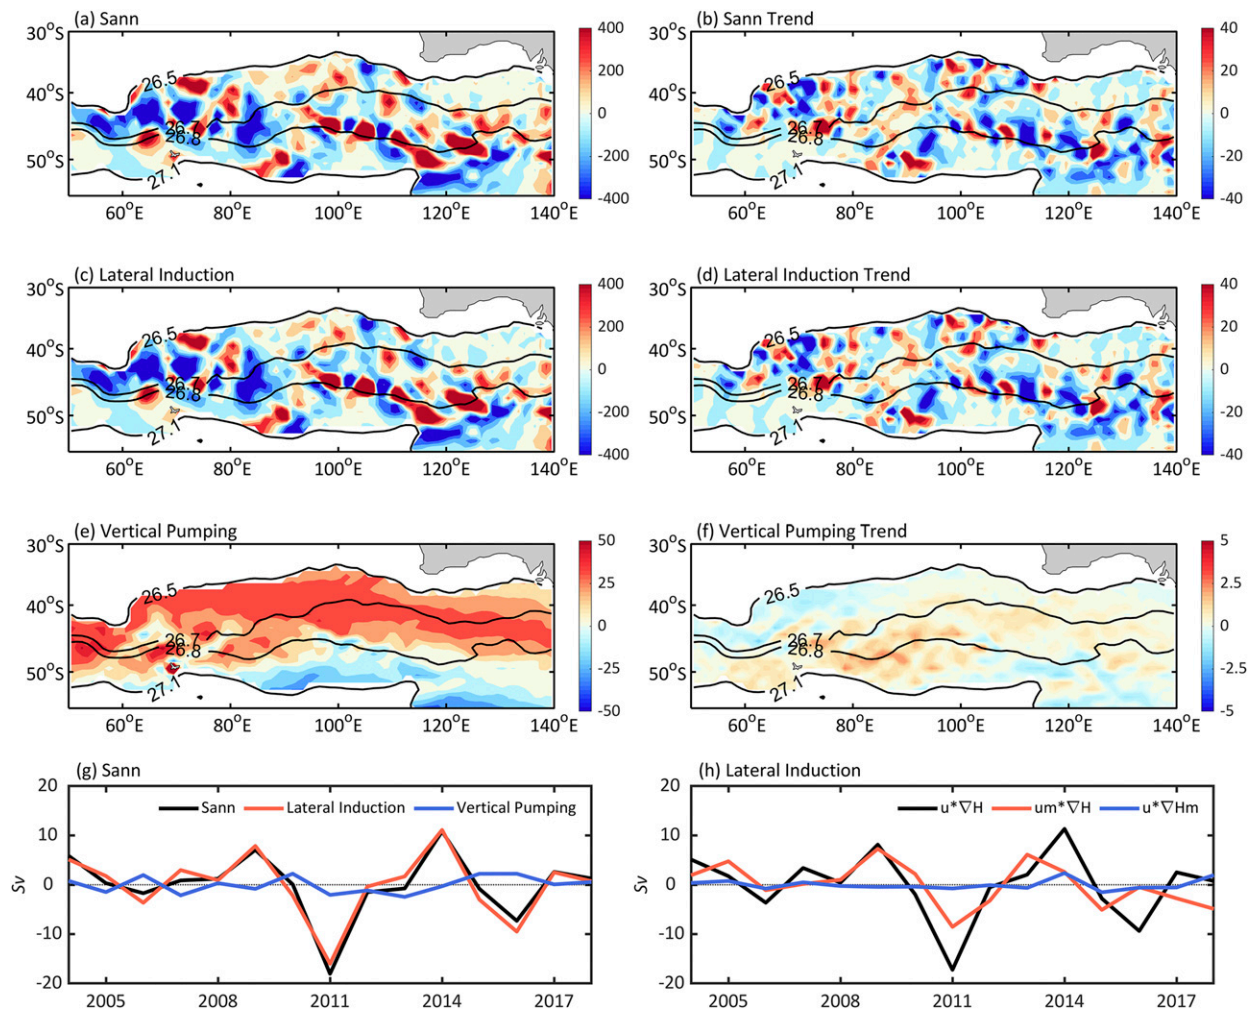 (a) Sann
(b) Sann Trend
30°S
40°S
50°S
26.5
26.7
26.8
27.1
60°E 80°E 100°E 120°E 140°E
400
200
0
-200
-400
30°S
40°S
50°S
26.5
26.7
26.8
27.1
60°E 80°E 100°E 120°E 140°E
40
20
0
-20
-40
(c) Lateral Induction
(d) Lateral Induction Trend
30°S
40°S
50°S
26.5
26.7
26.8
27.1
60°E 80°E 100°E 120°E 140°E
400
200
0
-200
-400
30°S
40°S
50°S
26.5
26.7
26.8
27.1
60°E 80°E 100°E 120°E 140°E
40
20
0
-20
-40
(e) Vertical Pumping
(f) Vertical Pumping Trend
30°S
40°S
50°S
26.5
26.7
26.8
27.1
60°E 80°E 100°E 120°E 140°E
50
25
0
-25
-50
30°S
40°S
50°S
26.5
26.7
26.8
27.1
60°E 80°E 100°E 120°E 140°E
5
2.5
0
-2.5
-5
(g) Sann
Sann Lateral Induction Vertical Pumping
20
10
0
-10
-20
Sv
2005 2008 2011 2014 2017
(h) Lateral Induction
u*∇H um*∇H u*∇Hm
20
10
0
-10
-20
Sv
2005 2008 2011 2014 2017